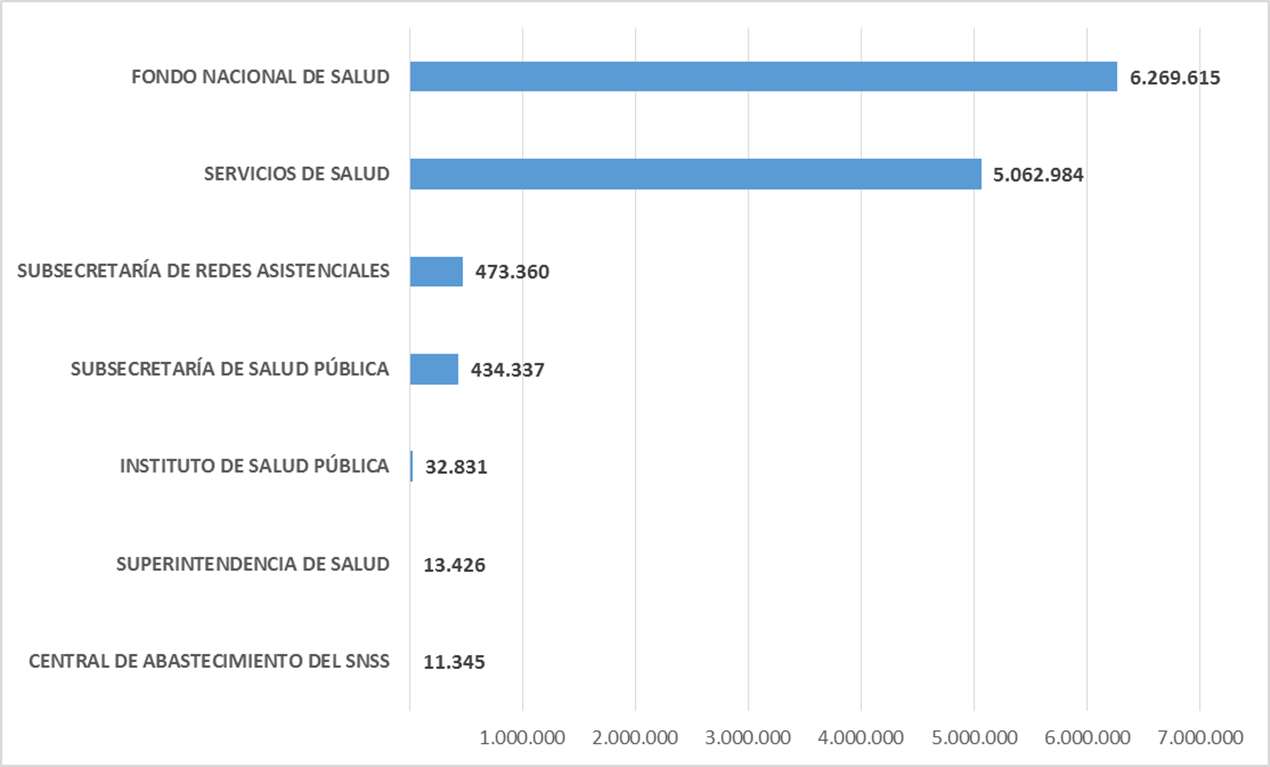 FONDO NACIONAL DE SALUD 6.269.615
SERVICIOS DE SALUD 5.062.984
SUBSECRETARÍA DE REDES ASISTENCIALES 473.360
SUBSECRETARÍA DE SALUD PÚBLICA 434.337
INSTITUTO DE SALUD PÚBLICA 32.831
SUPERINTENDENCIA DE SALUD 13.426
CENTRAL DE ABASTECIMIENTO DEL SNSS 11.345
1.000.000 2.000.000 3.000.000 4.000.000 5.000.000 6.000.000 7.000.000